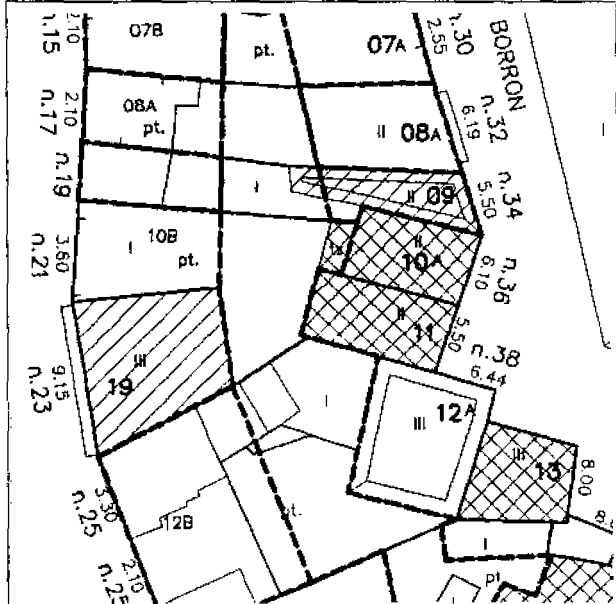 2.10
n.15
07B
pt.
07A
n.30
2.55
BORRON
2.10
n.17
08A
pt.
II 08A
n.32
6.19
n.19
I
II 09
n.34
5.50
3.60
n.21
10B
I
pt.
II
10A
n.36
6.10
II
11
5.50
n.38
6.44
9.15
n.23
III
19
I
III
12A
III
13
8.00
3.30
n.25
12B
pt.
I
pt
2.10
n.25
I